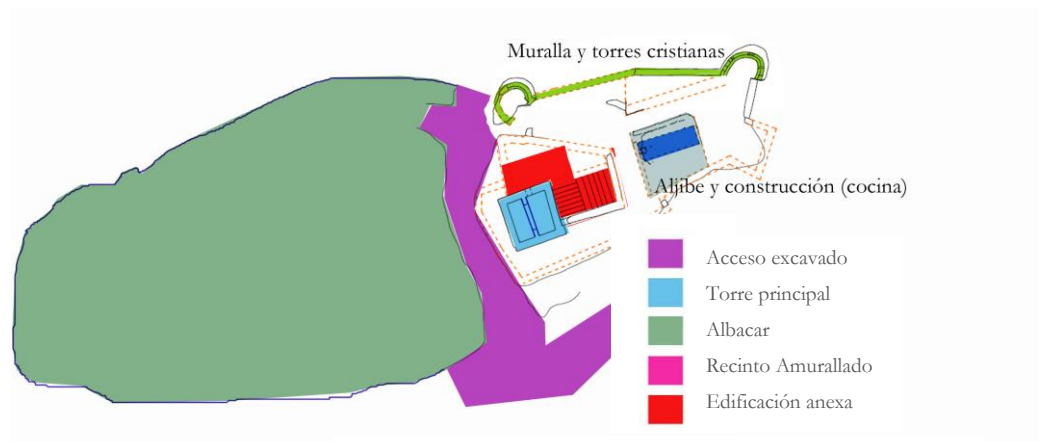 Muralla y torres cristianas
Aljibe y construcción (cocina)
Acceso excavado
Torre principal
Albacar
Recinto Amurallado
Edificación anexa